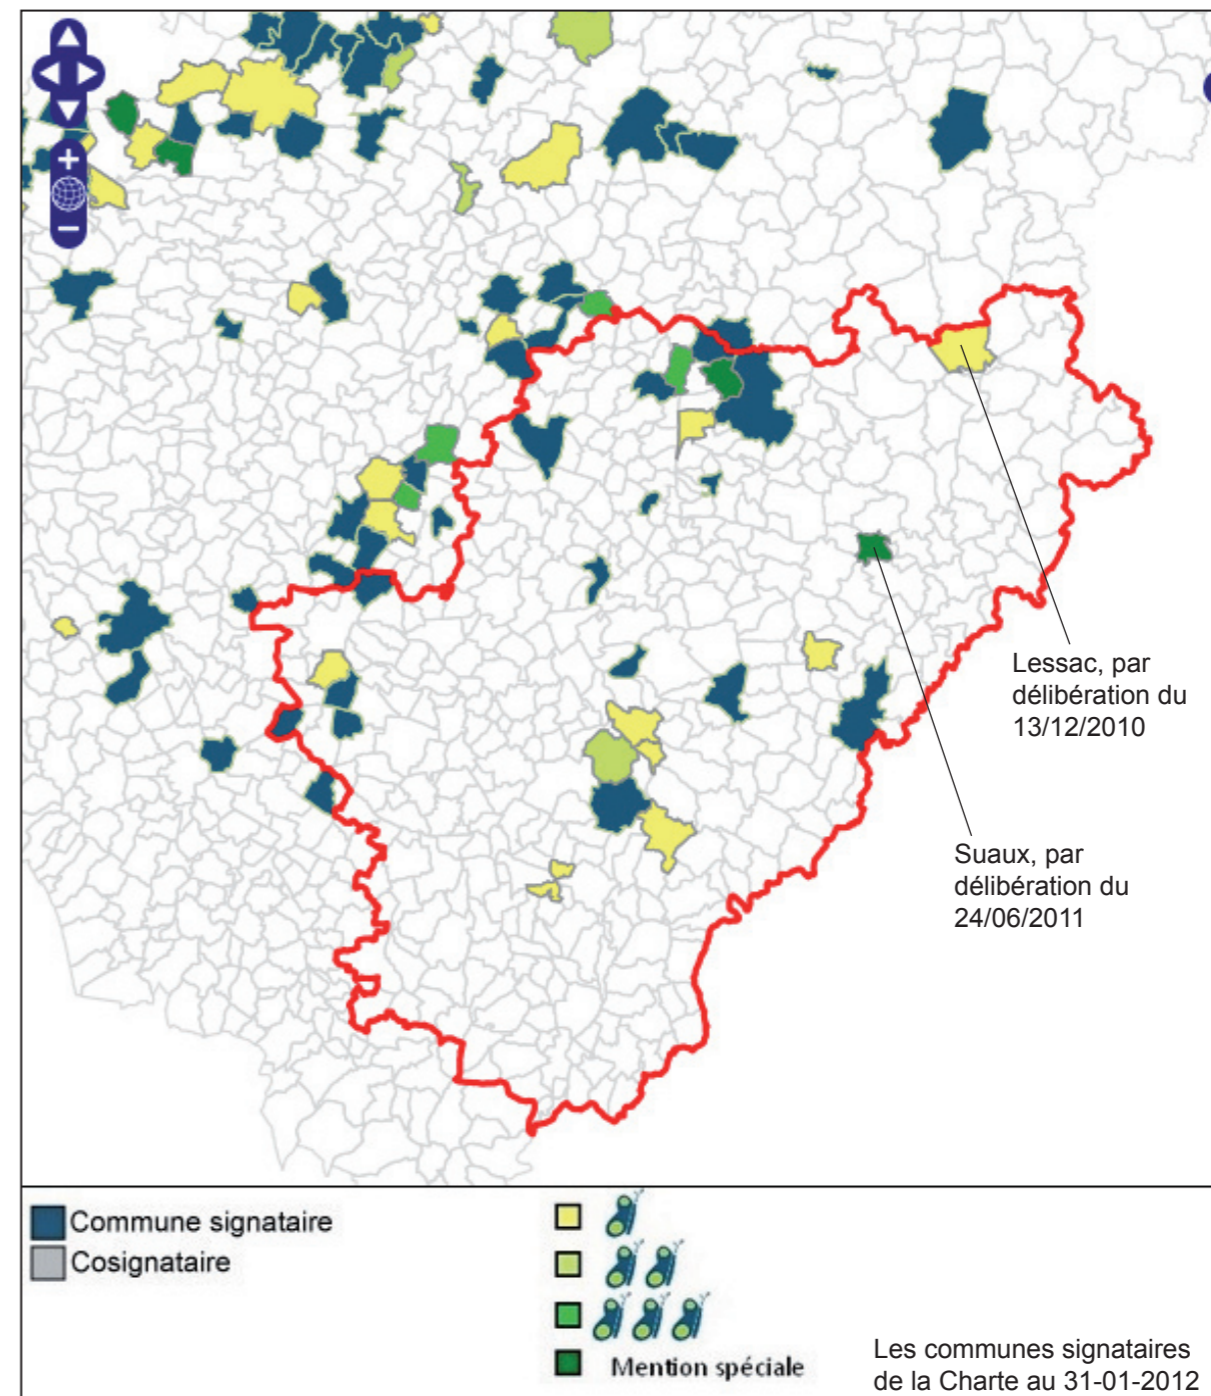 Lessac, par
délibération du
13/12/2010
Suaux, par
délibération du
24/06/2011
Commune signataire
Cosignataire
Mention spéciale
Les communes signataires
de la Charte au 31-01-2012